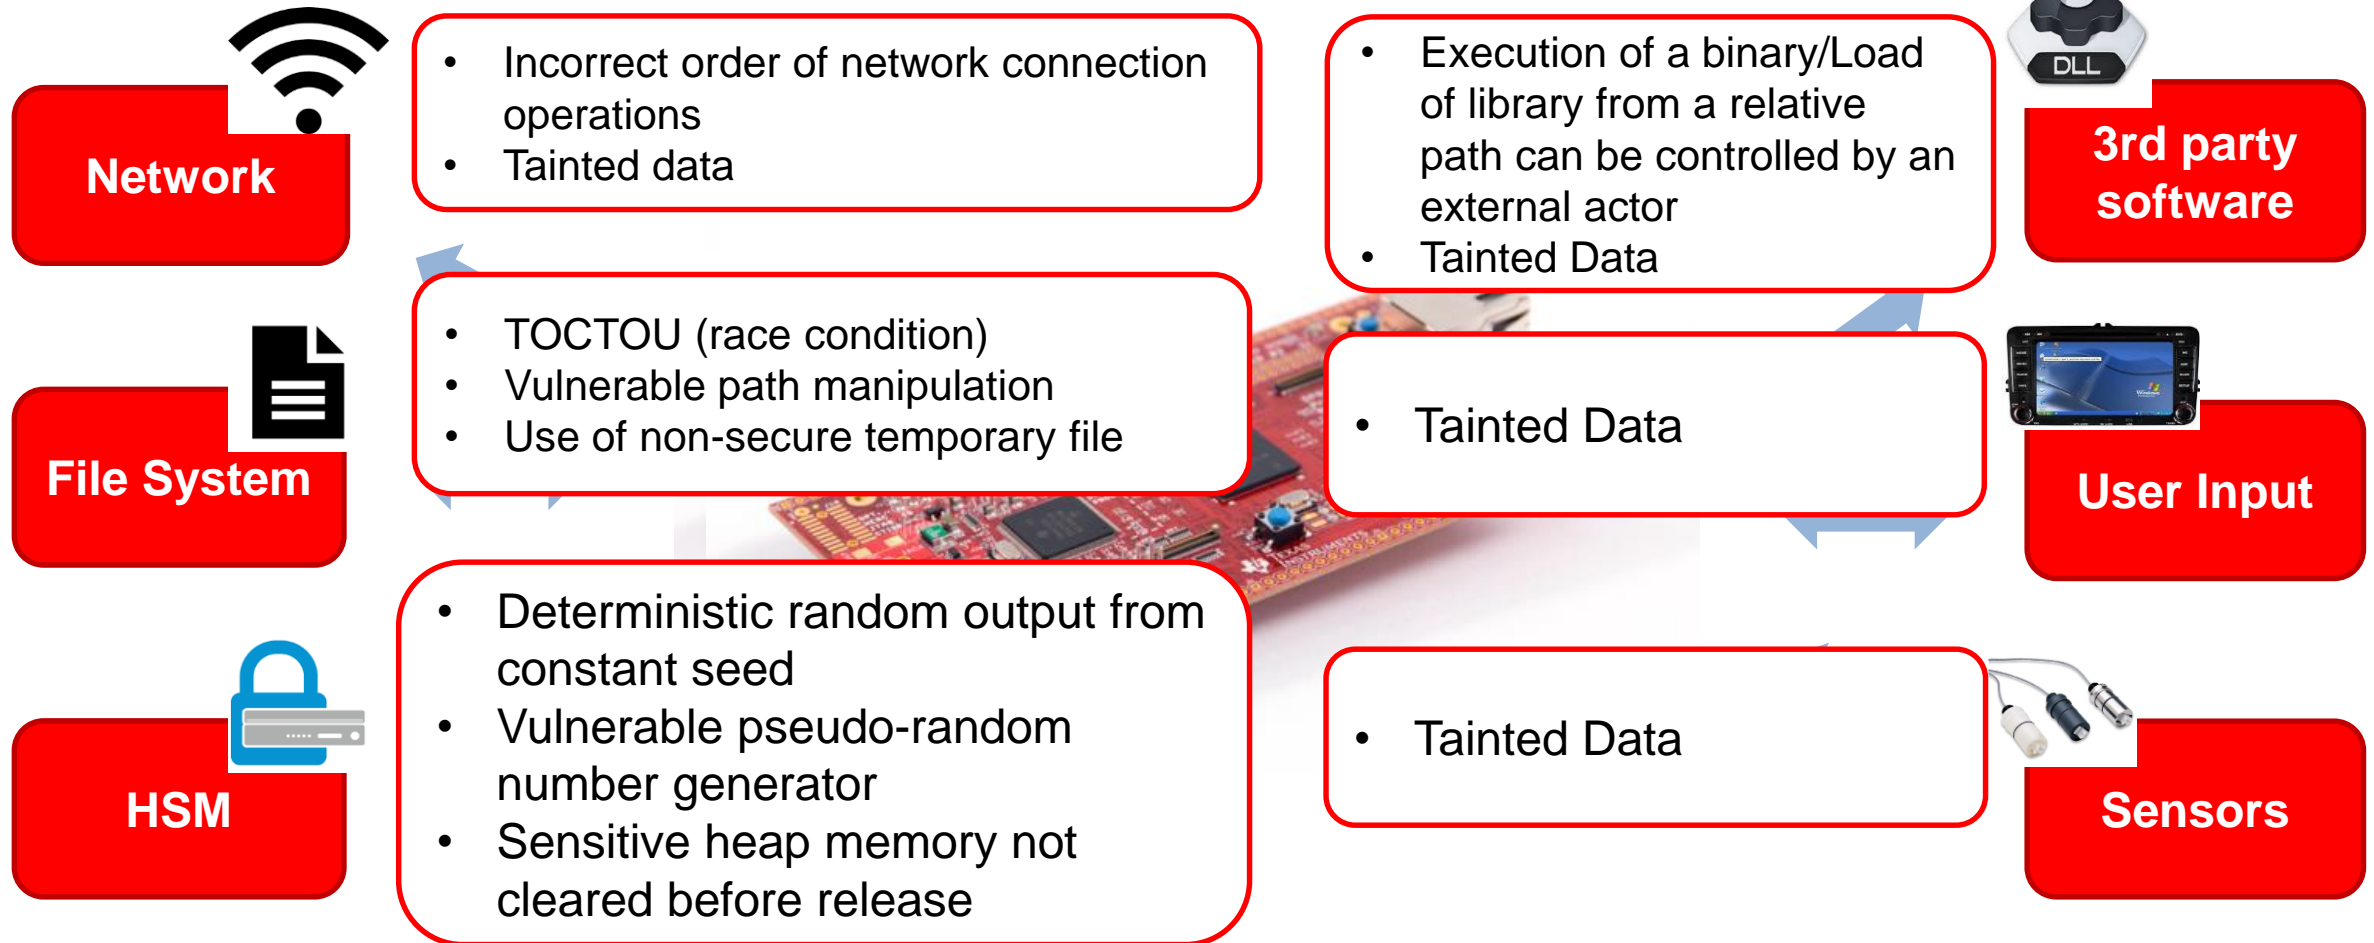 Network
• Incorrect order of network connection
operations
• Tainted data
• Execution of a binary/Load
of library from a relative
path can be controlled by an
external actor
• Tainted Data
DLL
3rd party
software
File System
• TOCTOU (race condition)
• Vulnerable path manipulation
• Use of non-secure temporary file
• Tainted Data
User Input
TEXAS
INSTRUMENTS
HSM
• Deterministic random output from
constant seed
• Vulnerable pseudo-random
number generator
• Sensitive heap memory not
cleared before release
• Tainted Data
Sensors